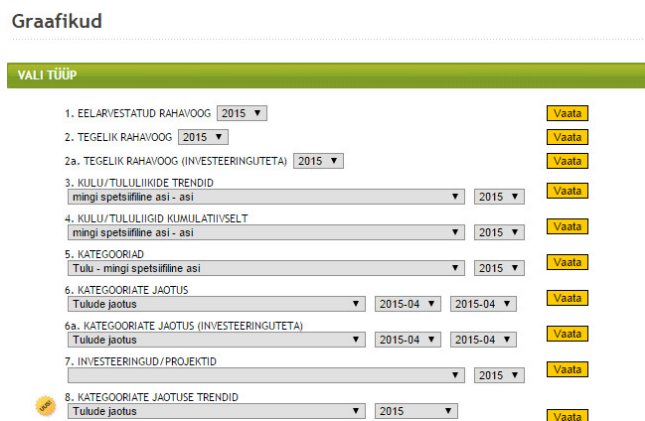 Graafikud
VALI TÜÜP
1. EELARVESTATUD RAHAVOOG 2015 Vaata
2. TEGELIK RAHAVOOG 2015 Vaata
2a. TEGELIK RAHAVOOG (INVESTEERINGUTETA) 2015 Vaata
3. KULU/TULULIIKIDE TRENDID
mingi spetsiifiline asi - asi 2015 Vaata
4. KULU/TULULIIGID KUMULATIIVSELT
mingi spetsiifiline asi - asi 2015 Vaata
5. KATEGOORIAD
Tulu - mingi spetsiifiline asi 2015 Vaata
6. KATEGOORIATE JAOTUS
Tulude jaotus 2015-04 2015-04 Vaata
6a. KATEGOORIATE JAOTUS (INVESTEERINGUTETA)
Tulude jaotus 2015-04 2015-04 Vaata
7. INVESTEERINGUD/PROJEKTID
2015 Vaata
UUS! 8. KATEGOORIATE JAOTUSE TRENDID
Tulude jaotus 2015 Vaata